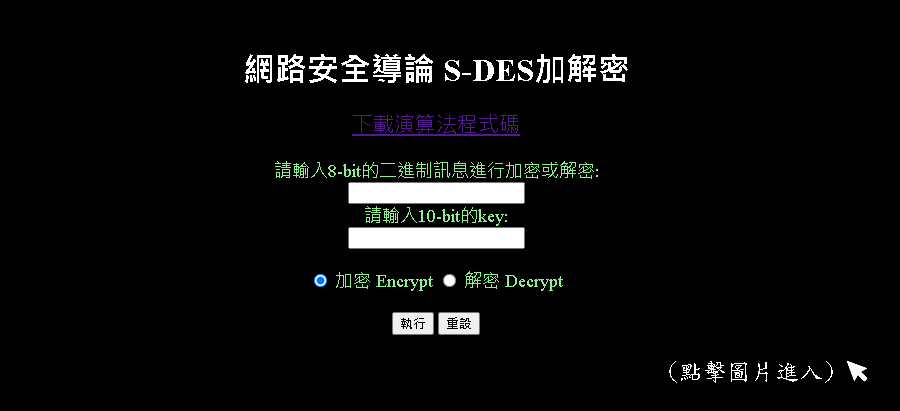 網路安全導論 S-DES加解密
下載演算法程式碼
請輸入8-bit的二進制訊息進行加密或解密:
請輸入10-bit的key:
加密 Encrypt 解密 Decrypt
執行 重設
(點擊圖片進入)